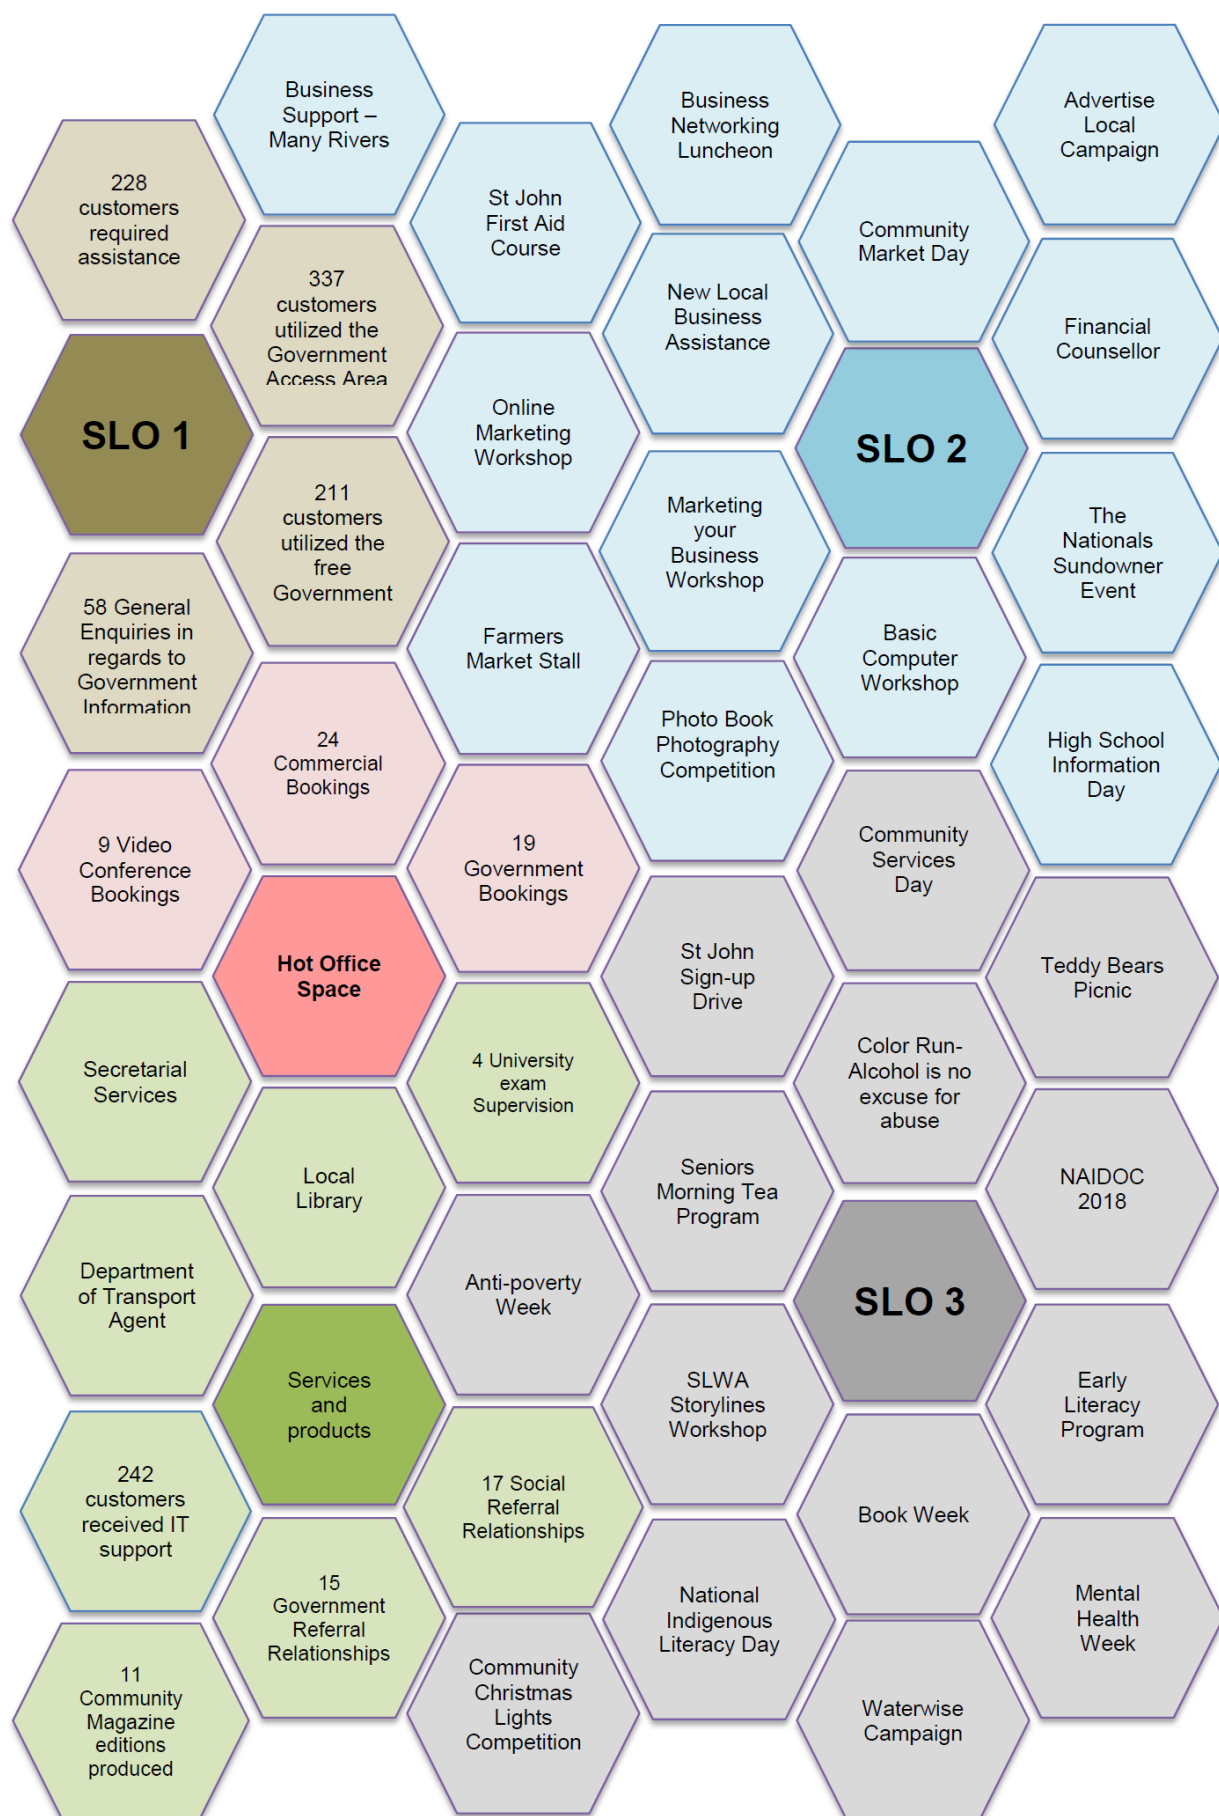 Business
Support –
Many Rivers
Business
Networking
Luncheon
Advertise
Local
Campaign
228
customers
required
assistance
St John
First Aid
Course
Community
Market Day
337
customers
utilized the
Government
Access Area
New Local
Business
Assistance
Financial
Counsellor
SLO 1
Online
Marketing
Workshop
SLO 2
211
customers
utilized the
free
Government
Marketing
your
Business
Workshop
The
Nationals
Sundowner
Event
58 General
Enquiries in
regards to
Government
Information
Farmers
Market Stall
Basic
Computer
Workshop
24
Commercial
Bookings
Photo Book
Photography
Competition
High School
Information
Day
9 Video
Conference
Bookings
19
Government
Bookings
Community
Services
Day
Hot Office
Space
St John
Sign-up
Drive
Teddy Bears
Picnic
Secretarial
Services
4 University
exam
Supervision
Color Run-
Alcohol is no
excuse for
abuse
Local
Library
Seniors
Morning Tea
Program
NAIDOC
2018
Department
of Transport
Agent
Anti-poverty
Week
SLO 3
Services
and
products
SLWA
Storylines
Workshop
Early
Literacy
Program
242
customers
received IT
support
17 Social
Referral
Relationships
Book Week
15
Government
Referral
Relationships
National
Indigenous
Literacy Day
Mental
Health
Week
11
Community
Magazine
editions
produced
Community
Christmas
Lights
Competition
Waterwise
Campaign